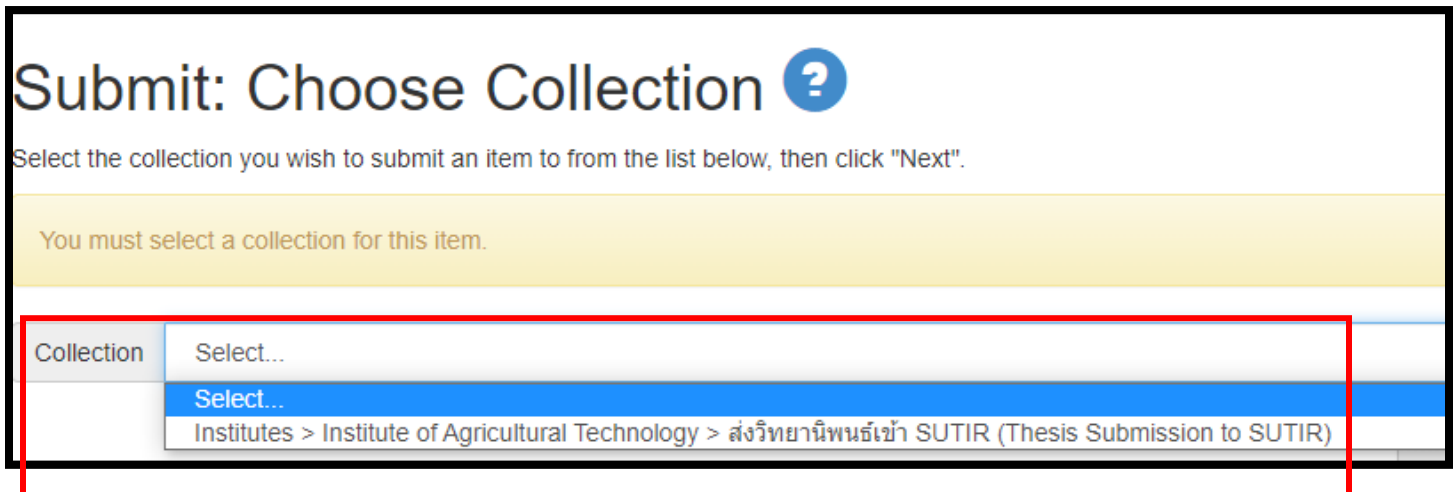 Submit: Choose Collection ?
Select the collection you wish to submit an item to from the list below, then click "Next".
You must select a collection for this item.
Collection Select...
Select...
Institutes > Institute of Agricultural Technology > ส่งวิทยานิพนธ์เข้า SUTIR (Thesis Submission to SUTIR)